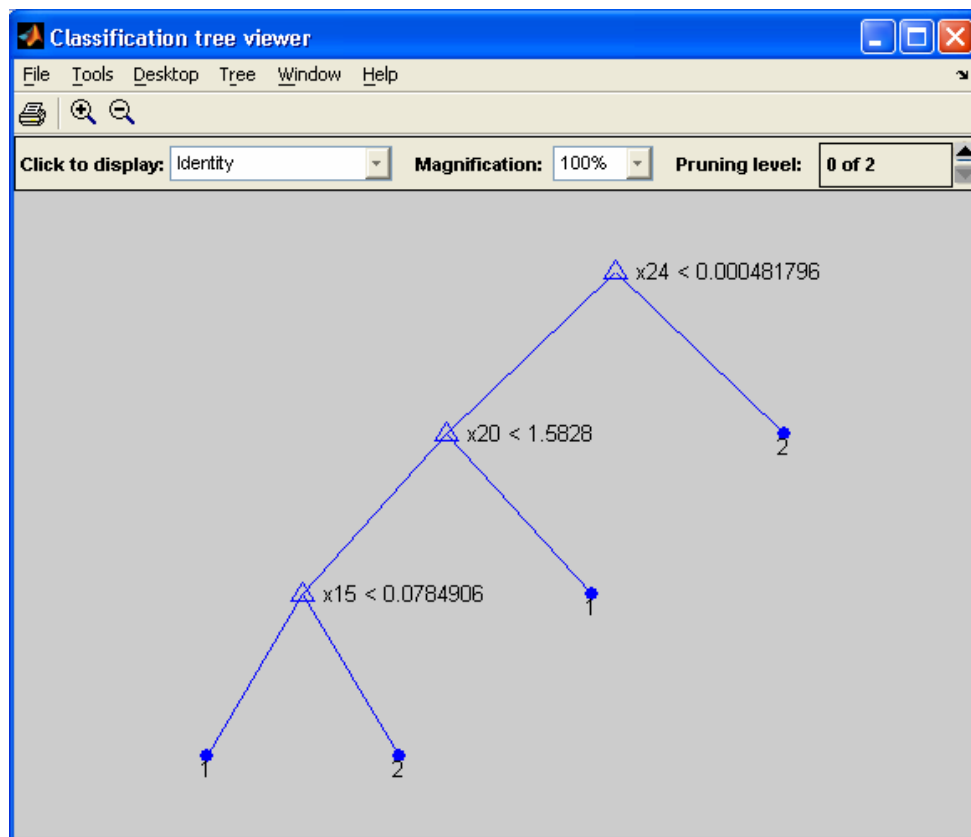 Classification tree viewer
File Tools Desktop Tree Window Help
Click to display: Identity Magnification: 100% Pruning level: 0 of 2
x24 < 0.000481796
x20 < 1.5828
2
x15 < 0.0784906
1
1
2